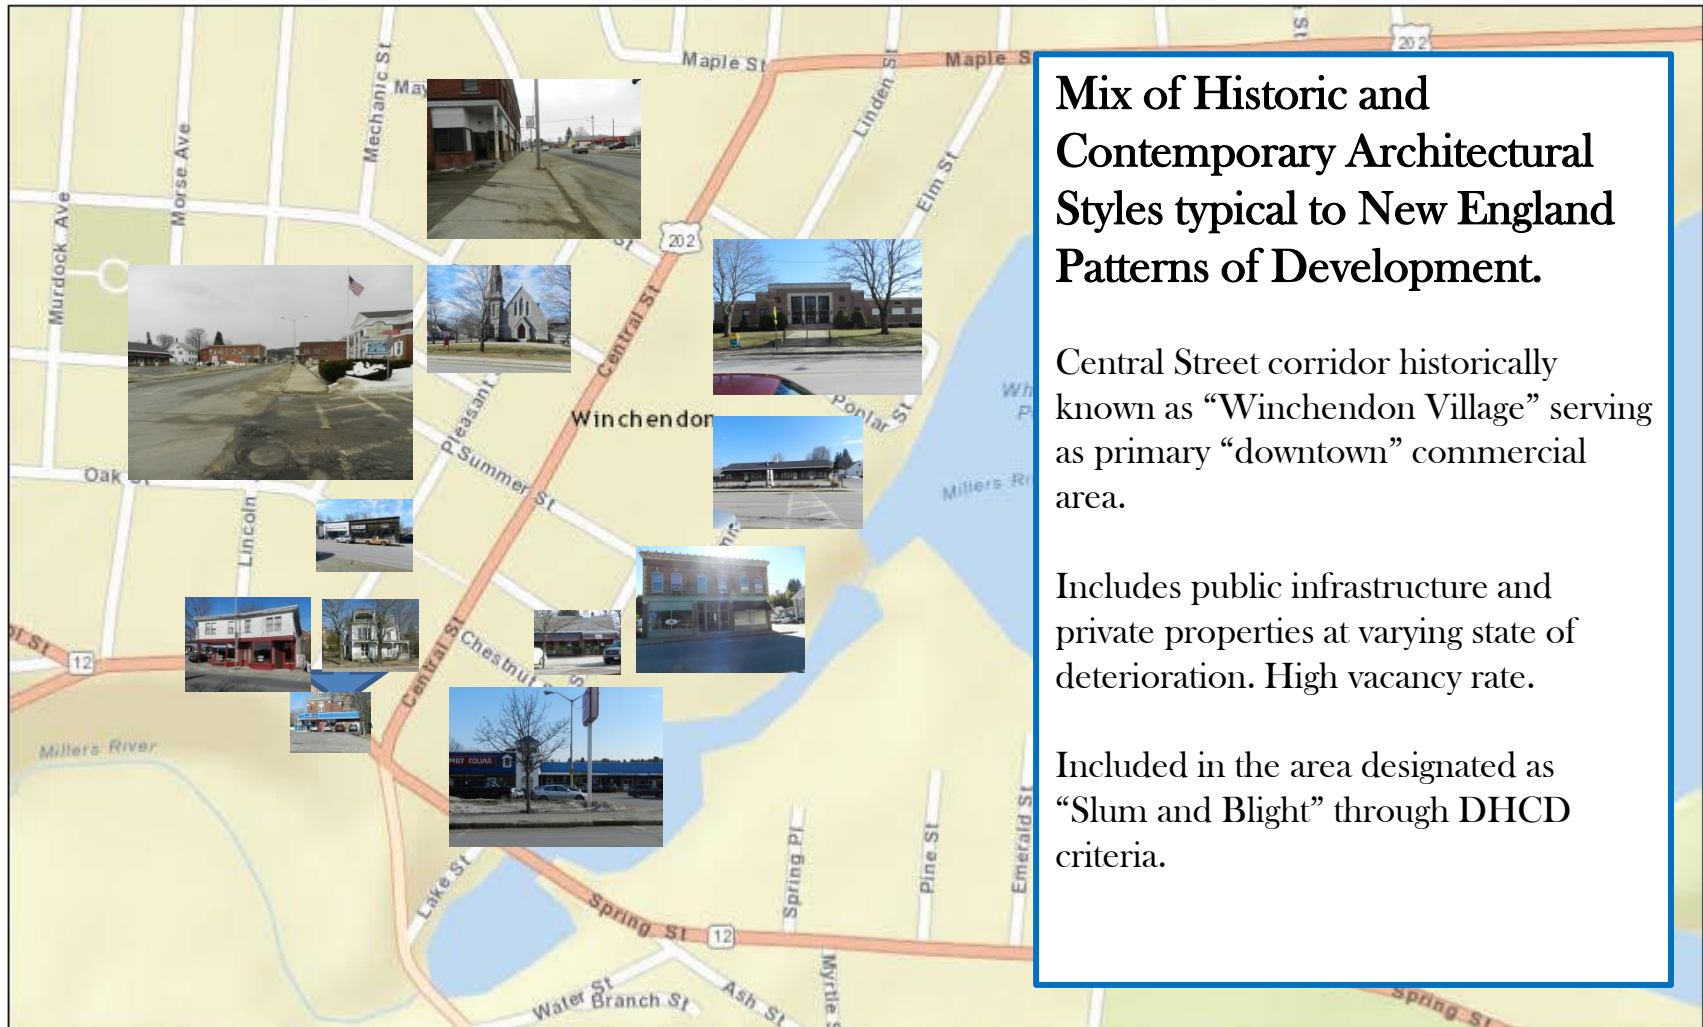 Mix of Historic and
Contemporary Architectural
Styles typical to New England
Patterns of Development.
Central Street corridor historically
known as “Winchendon Village” serving
as primary “downtown” commercial
area.
Includes public infrastructure and
private properties at varying state of
deterioration. High vacancy rate.
Included in the area designated as
“Slum and Blight” through DHCD
criteria.
Maple St
Maple S
202
Mechanic St
Linden St
Morse Ave
Elm St
Murdock Ave
202
Central St
Pleasant
Winchendon
Poplar St
Summer St
Oak
Millers
Lincoln
Chestnut
Central St
12
Millers River
Lake St
Spring St
12
Spring Pl
Pine St
Emerald St
Water St
Branch St
Ash St
Myrtle
Spring St